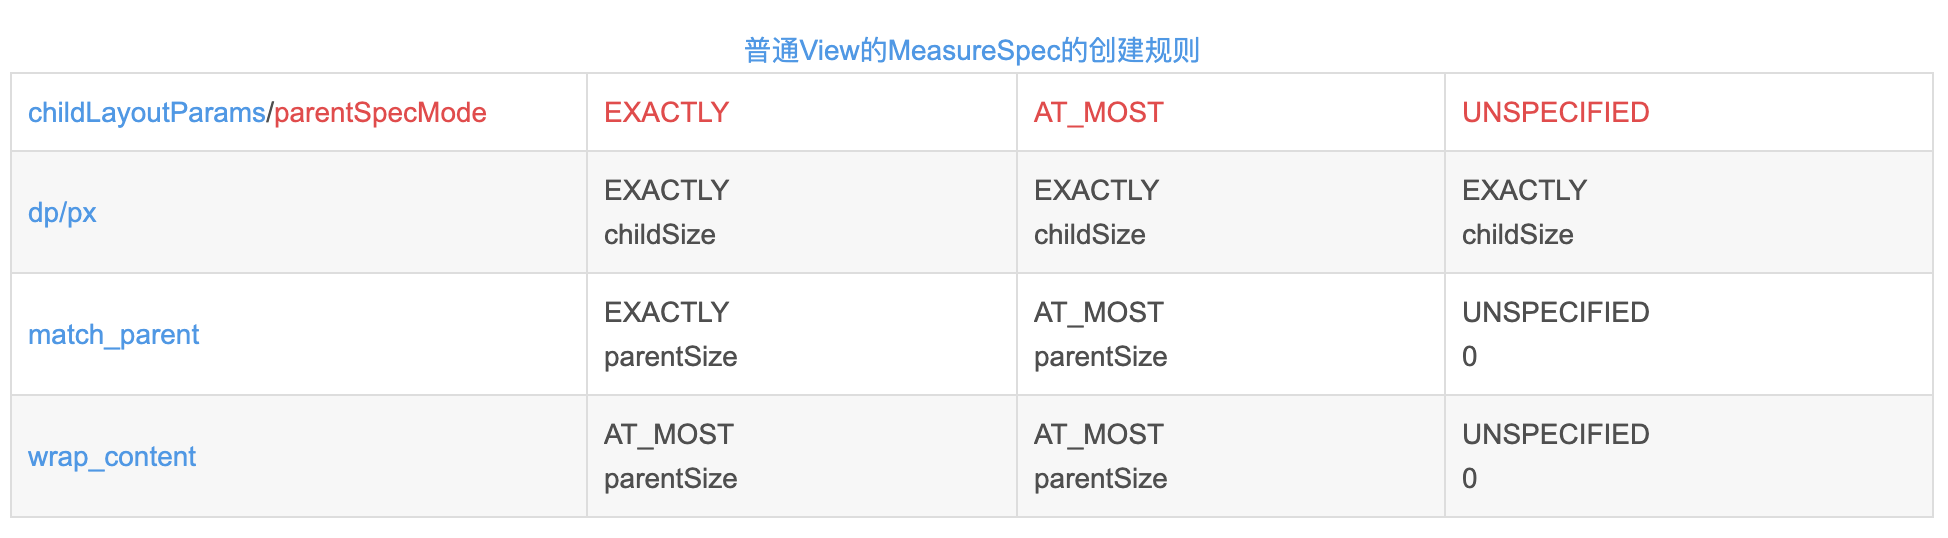 普通View的MeasureSpec的创建规则
childLayoutParams/parentSpecMode EXACTLY AT_MOST UNSPECIFIED
dp/px
EXACTLY
childSize
EXACTLY
childSize
EXACTLY
childSize
match_parent
EXACTLY
parentSize
AT_MOST
parentSize
UNSPECIFIED
0
wrap_content
AT_MOST
parentSize
AT_MOST
parentSize
UNSPECIFIED
0